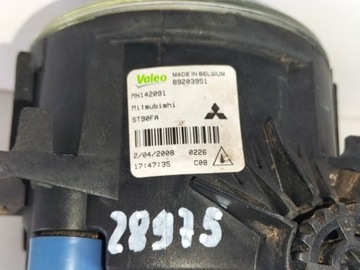 Valeo
MADE IN BELGIUM
89203951
MN142091
Mitsubishi
ST90FA
2/04/2008 0226
17:47:35 C08
28975